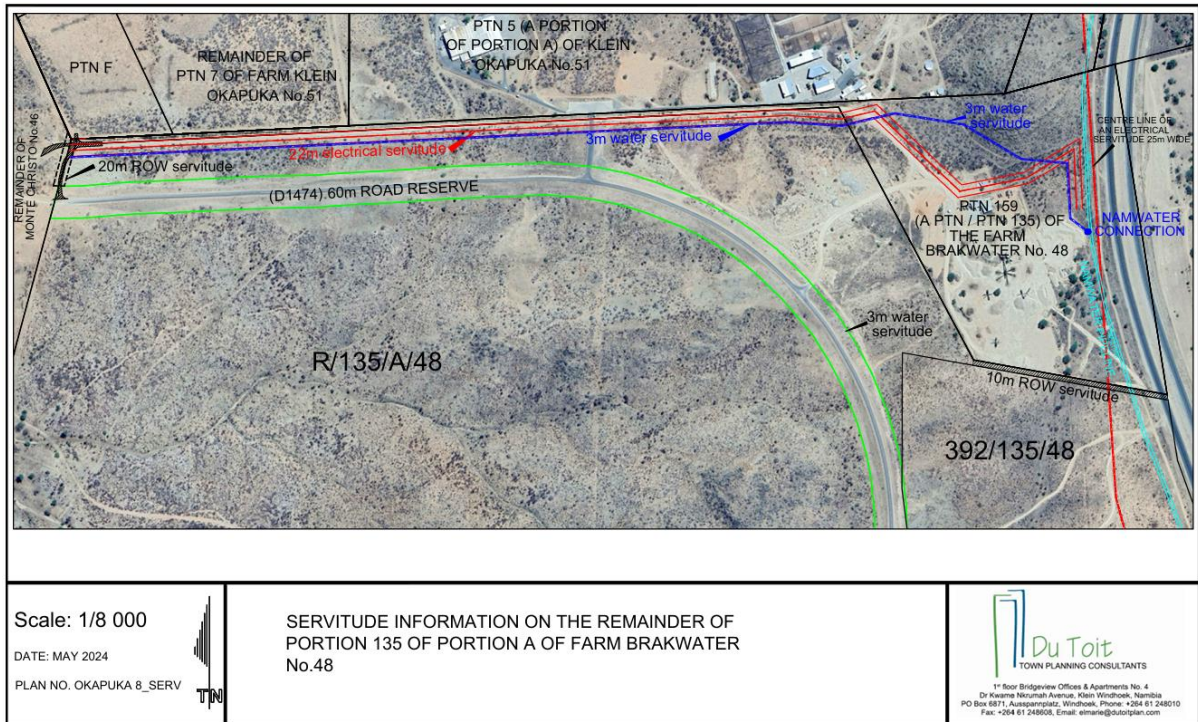 PTN F
REMAINDER OF
PTN 7 OF FARM KLEIN
OKAPUKA No.51
PTN 5 (A PORTION
OF PORTION A) OF KLEIN
OKAPUKA No.51
REMAINDER OF
MONTE CHRISTO No.46
20m ROW servitude
22m electrical servitude
3m water servitude
3m water
servitude
CENTRE LINE OF
AN ELECTRICAL
SERVITUDE 25m WIDE
(D1474) 60m ROAD RESERVE
PTN 159
(A PTN / PTN 135) OF
THE FARM
BRAKWATER No. 48
NAMWATER
CONNECTION
3m water
servitude
R/135/A/48
10m ROW servitude
392/135/48
Scale: 1/8 000
DATE: MAY 2024
PLAN NO. OKAPUKA 8_SERV
TN
SERVITUDE INFORMATION ON THE REMAINDER OF
PORTION 135 OF PORTION A OF FARM BRAKWATER
No.48
Du Toit
TOWN PLANNING CONSULTANTS
1st floor Bridgeview Offices & Apartments No. 4
Dr Kwame Nkrumah Avenue, Klein Windhoek, Namibia
PO Box 6871, Ausspannplatz, Windhoek, Phone: +264 61 248010
Fax: +264 61 248608, Email: elmarie@dutoitplan.com